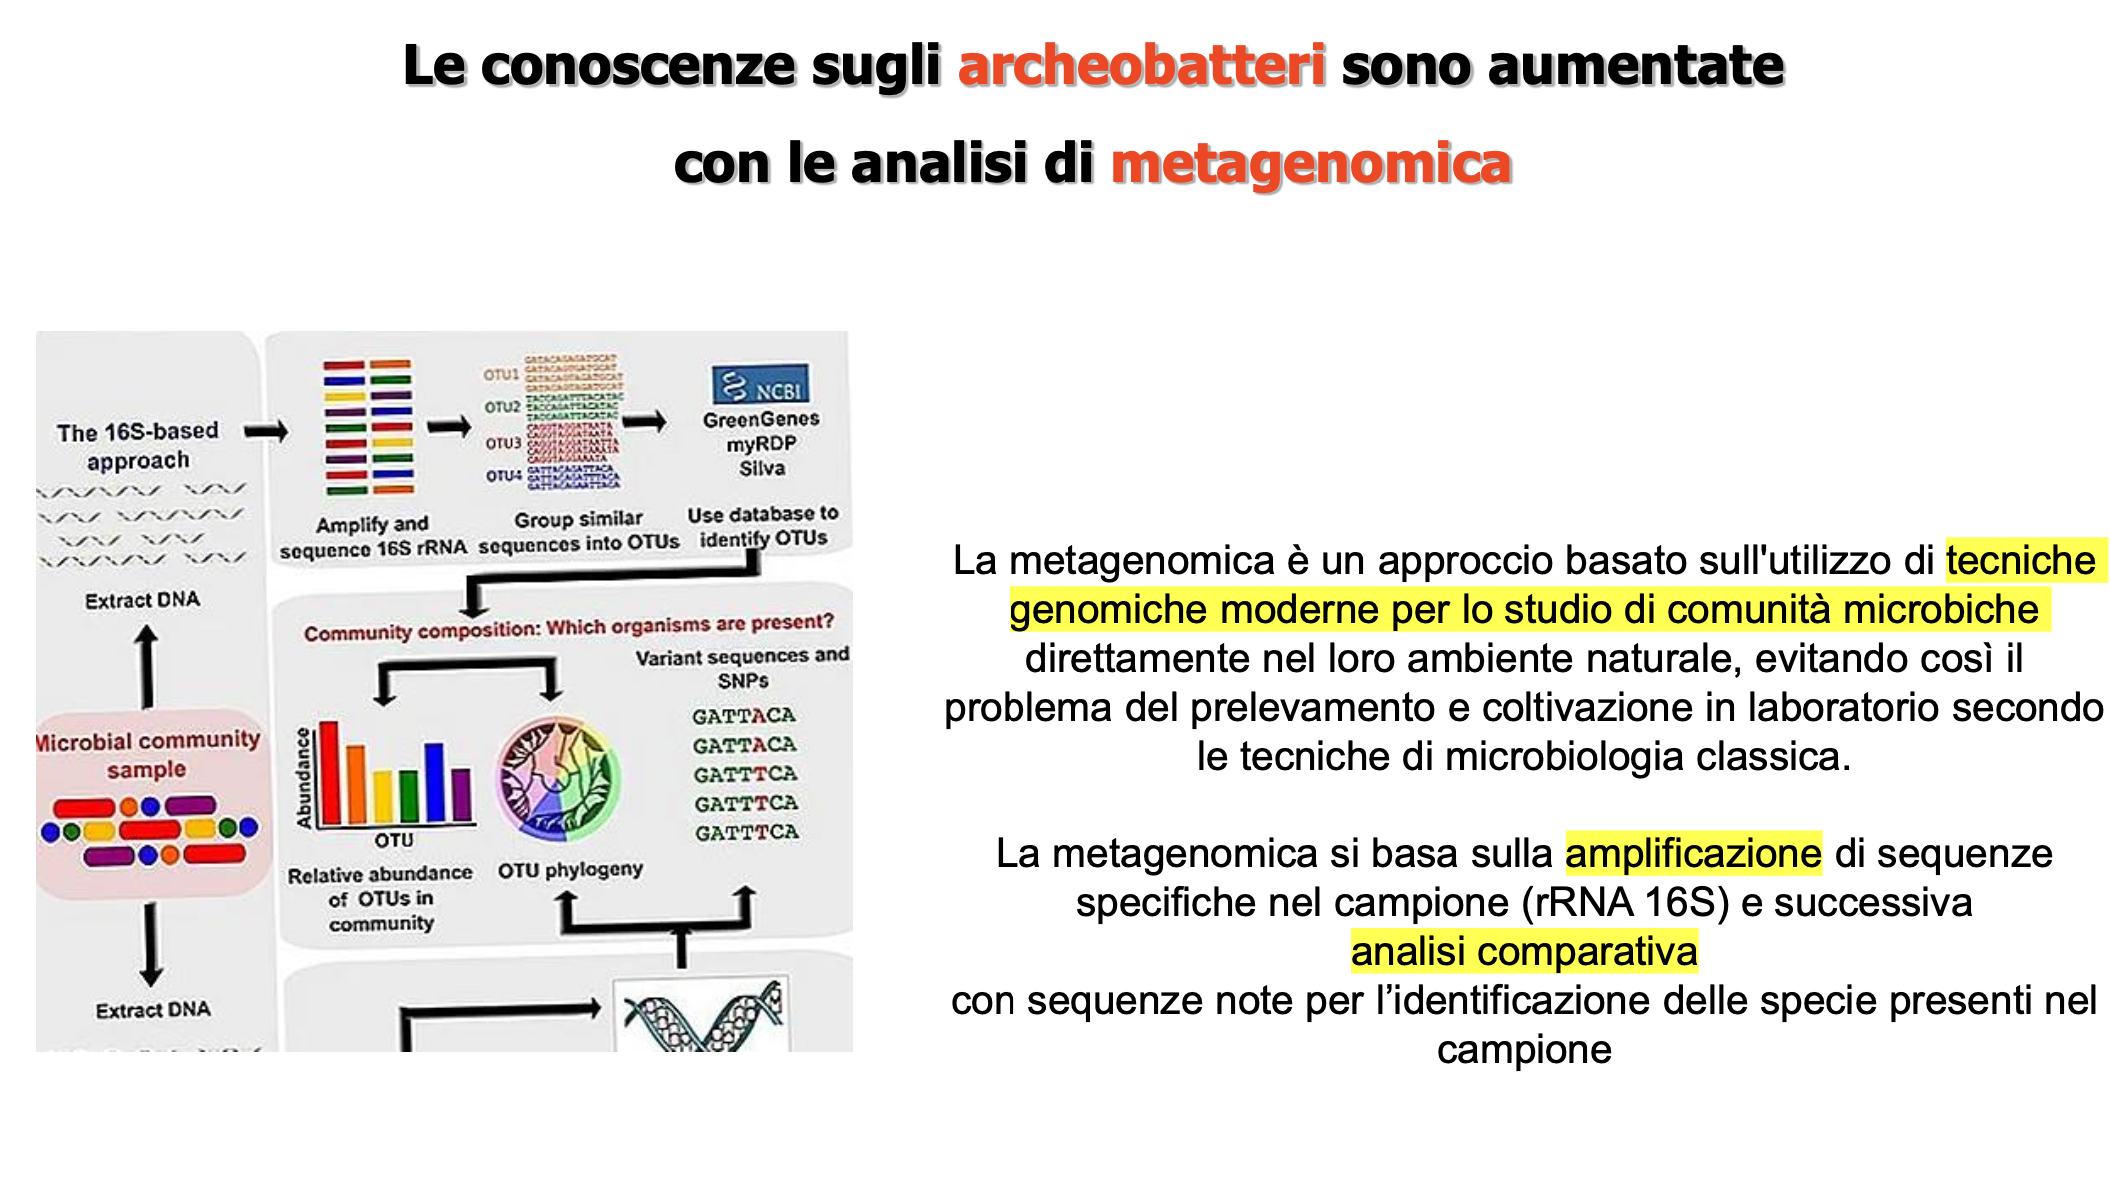 Le conoscenze sugli archeobatteri sono aumentate
con le analisi di metagenomica
The 16S-based
approach
Extract DNA
Microbial community
sample
Extract DNA
OTU1
GATACAGAGATGCAT
OTU2
OTU3
OTU4
Amplify and
sequence 16S rRNA
Group similar
sequences into OTUs
NCBI
GreenGenes
myRDP
Silva
Use database to
identify OTUs
Community composition: Which organisms are present?
Abundance
OTU
Relative abundance
of OTUs in
community
OTU phylogeny
Variant sequences and
SNPs
GATTACA
GATTACA
GATTTCA
GATTTCA
GATTTCA
La metagenomica è un approccio basato sull'utilizzo di tecniche
genomiche moderne per lo studio di comunità microbiche
direttamente nel loro ambiente naturale, evitando così il
problema del prelevamento e coltivazione in laboratorio secondo
le tecniche di microbiologia classica.
La metagenomica si basa sulla amplificazione di sequenze
specifiche nel campione (rRNA 16S) e successiva
analisi comparativa
con sequenze note per l’identificazione delle specie presenti nel
campione